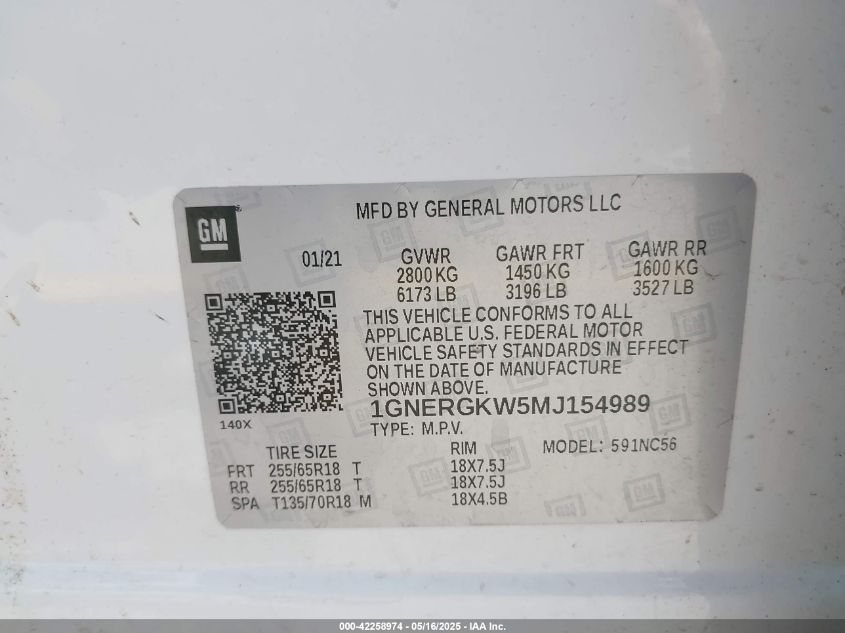 GM
MFD BY GENERAL MOTORS LLC
01/21
GVWR
2800 KG
6173 LB
GAWR FRT
1450 KG
3196 LB
GAWR RR
1600 KG
3527 LB
THIS VEHICLE CONFORMS TO ALL
APPLICABLE U.S. FEDERAL MOTOR
VEHICLE SAFETY STANDARDS IN EFFECT
ON THE DATE OF MANUFACTURE
SHOWN ABOVE.
140X
1GNERGKW5MJ154989
TYPE: M.P.V.
MODEL: 591NC56
TIRE SIZE RIM
FRT 255/65R18 T 18X7.5J
RR 255/65R18 T 18X7.5J
SPA T135/70R18 M 18X4.5B
000-42258974 - 05/16/2025 - IAA Inc.